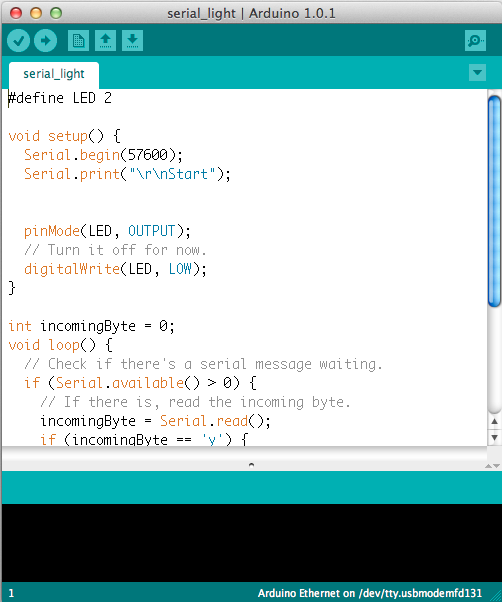 serial_light | Arduino 1.0.1
serial_light
#define LED 2
void setup() {
  Serial.begin(57600);
  Serial.print("\r\nStart");
  pinMode(LED, OUTPUT);
  // Turn it off for now.
  digitalWrite(LED, LOW);
}
int incomingByte = 0;
void loop() {
  // Check if there's a serial message waiting.
  if (Serial.available() > 0) {
    // If there is, read the incoming byte.
    incomingByte = Serial.read();
    if (incomingByte == 'y') {
1
Arduino Ethernet on /dev/tty.usbmodemfd131